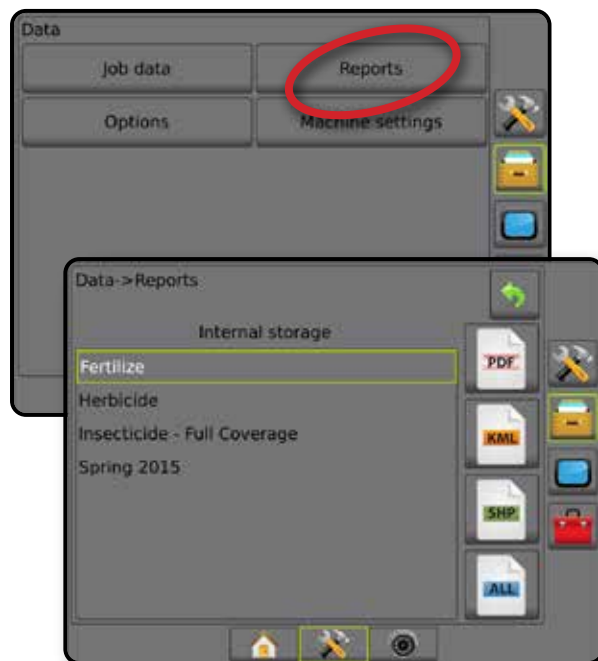 Data
Job data
Reports
Options
Machine settings
Data->Reports
Internal storage
Fertilize
Herbicide
Insecticide - Full Coverage
Spring 2015
PDF
KML
SHP
ALL